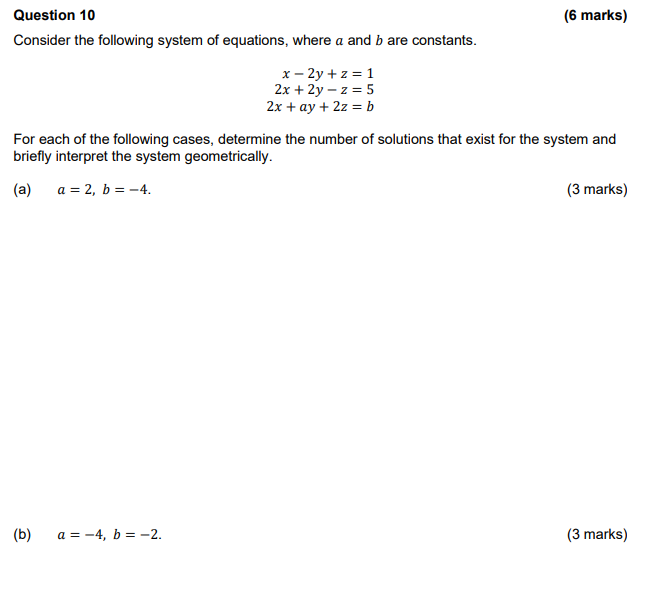 Question 10 (6 marks)
Consider the following system of equations, where a and b are constants.
x − 2y + z = 1
2x + 2y − z = 5
2x + ay + 2z = b
For each of the following cases, determine the number of solutions that exist for the system and
briefly interpret the system geometrically.
(a) a = 2, b = −4. (3 marks)
(b) a = −4, b = −2. (3 marks)